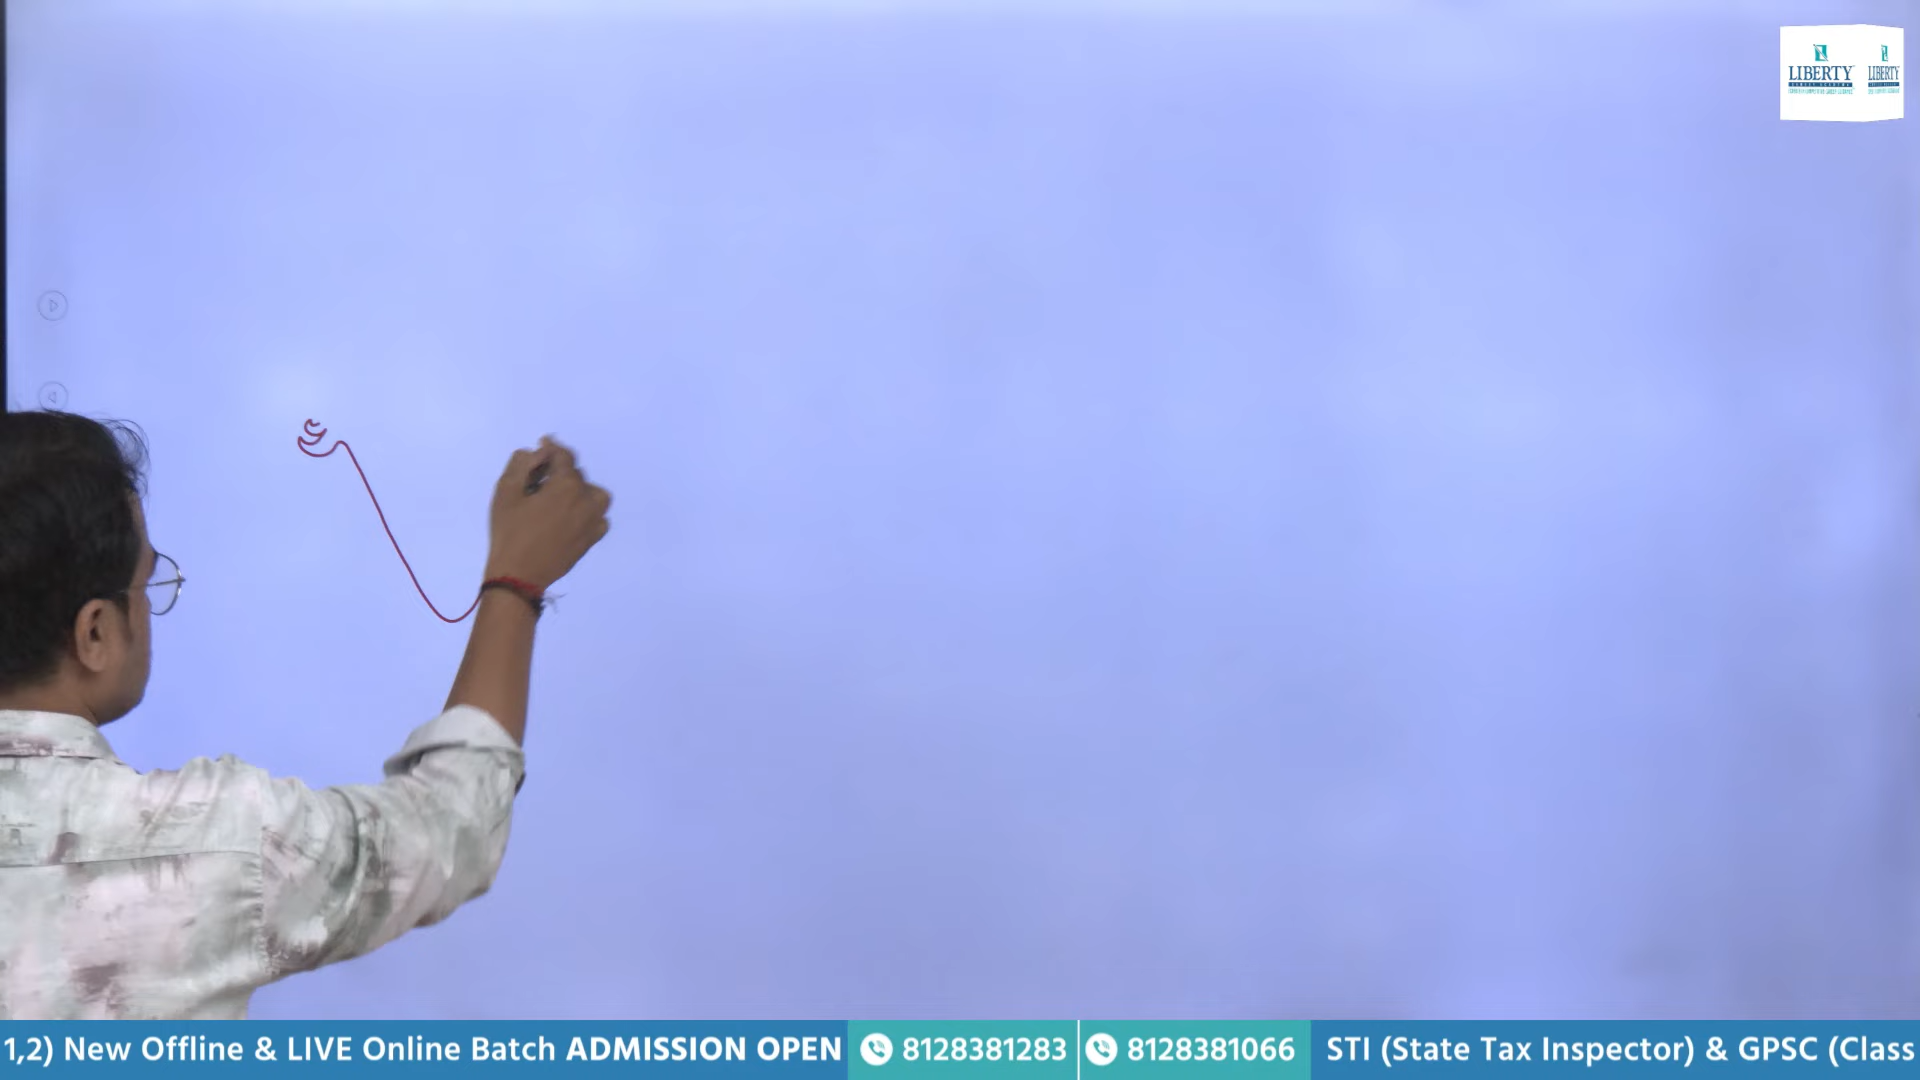 LIBERTY
LIBERTY
1,2) New Offline & LIVE Online Batch ADMISSION OPEN 8128381283 8128381066 STI (State Tax Inspector) & GPSC (Class